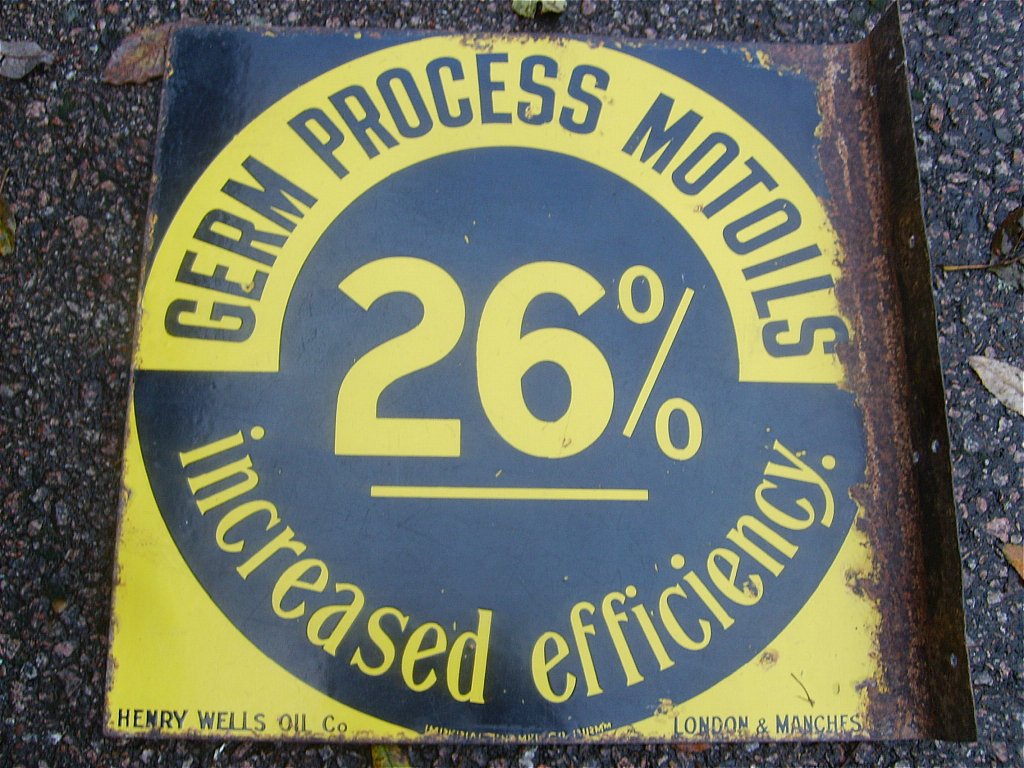 GERM PROCESS MOTOILS
26%
increased efficiency.
HENRY WELLS OIL Co
LONDON & MANCHES